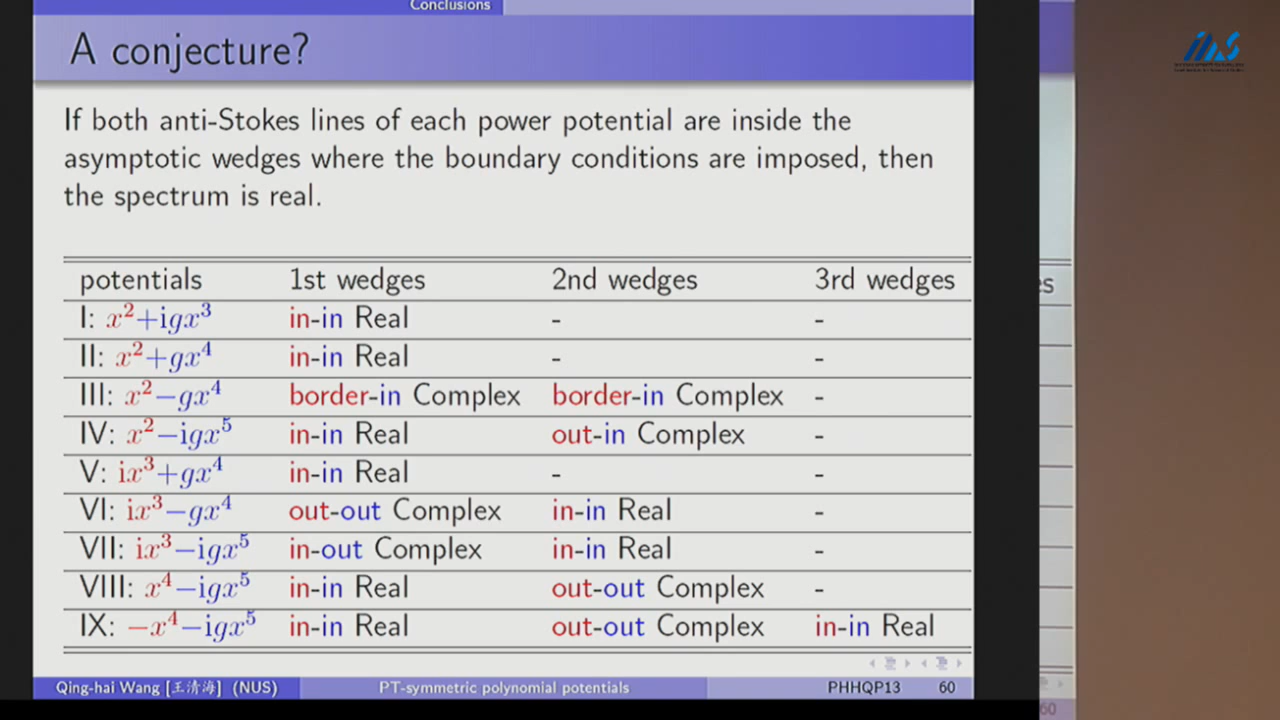 Conclusions
A conjecture?
If both anti-Stokes lines of each power potential are inside the
asymptotic wedges where the boundary conditions are imposed, then
the spectrum is real.
potentials 1st wedges 2nd wedges 3rd wedges
I: x²+igx³ in-in Real - -
II: x²+gx⁴ in-in Real - -
III: x²−gx⁴ border-in Complex border-in Complex -
IV: x²−igx⁵ in-in Real out-in Complex -
V: ix³+gx⁴ in-in Real - -
VI: ix³−gx⁴ out-out Complex in-in Real -
VII: ix³−igx⁵ in-out Complex in-in Real -
VIII: x⁴−igx⁵ in-in Real out-out Complex -
IX: −x⁴−igx⁵ in-in Real out-out Complex in-in Real
Qing-hai Wang [王清海] (NUS) PT-symmetric polynomial potentials PHHQP13 60
es
60